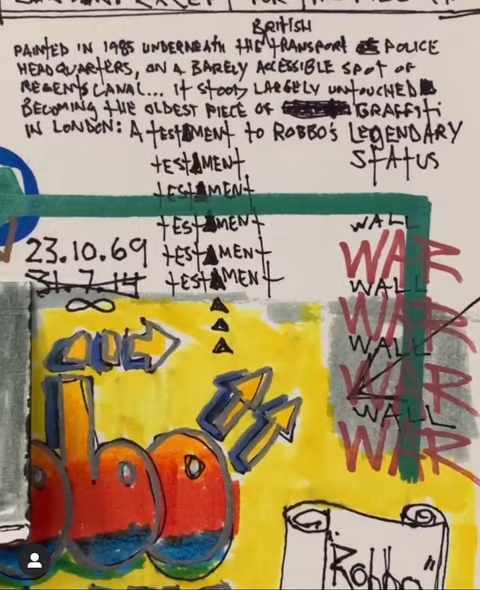 BRITISH
PAINTED IN 1985 UNDERNEATH THE TRANSPORT POLICE
HEADQUARTERS, ON A BARELY ACCESSIBLE SPOT OF
REGENTS CANAL... IT STOOD LARGELY UNTOUCHED
BECOMING THE OLDEST PIECE OF GRAFFITI
IN LONDON: A TESTAMENT TO ROBBO'S LEGENDARY
STATUS
TESTAMENT
TESTAMENT
TESTAMENT
TESTAMENT
TESTAMENT
23.10.69
31.7.14
∞
WALL
WAR
WALL
WAR
WALL
WAR
WALL
WAR
obbo
Robbo"